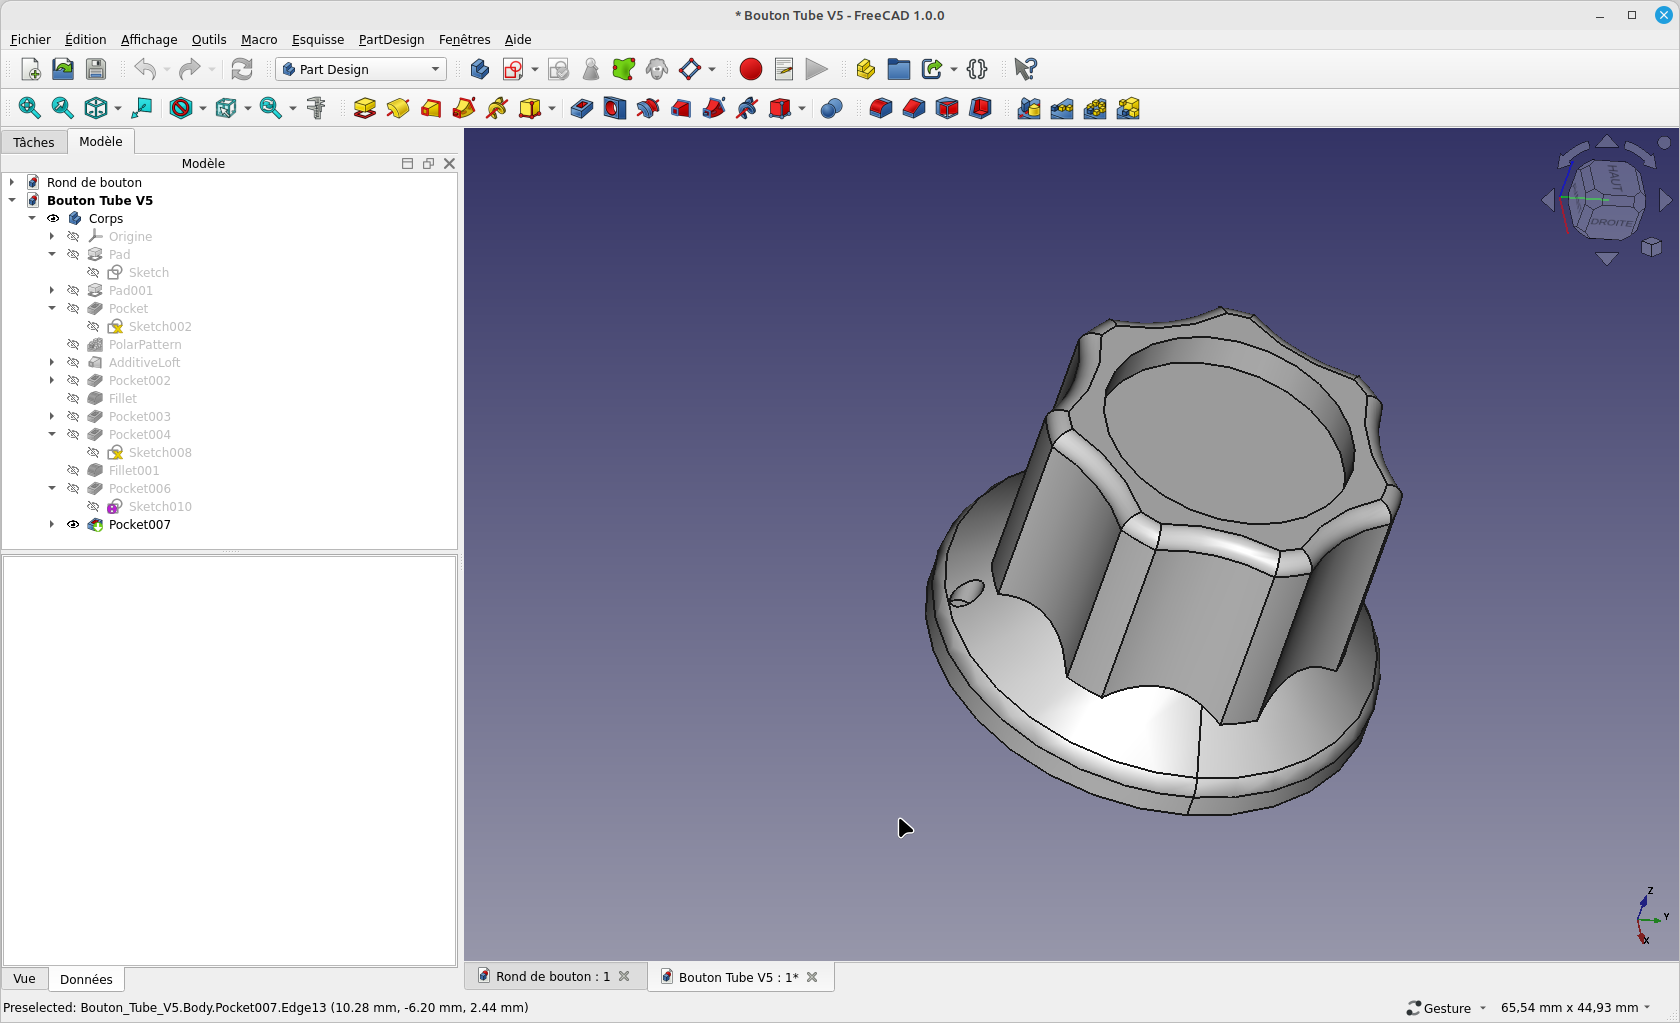 * Bouton Tube V5 - FreeCAD 1.0.0
Fichier Édition Affichage Outils Macro Esquisse PartDesign Fenêtres Aide
Part Design
Tâches Modèle
Modèle
Rond de bouton
Bouton Tube V5
Corps
Origine
Pad
Sketch
Pad001
Pocket
Sketch002
PolarPattern
AdditiveLoft
Pocket002
Fillet
Pocket003
Pocket004
Sketch008
Fillet001
Pocket006
Sketch010
Pocket007
HAUT
DROITE
Z
Y
X
Vue Données
Rond de bouton : 1
Bouton Tube V5 : 1*
Preselected: Bouton_Tube_V5.Body.Pocket007.Edge13 (10.28 mm, -6.20 mm, 2.44 mm)
Gesture
65,54 mm x 44,93 mm